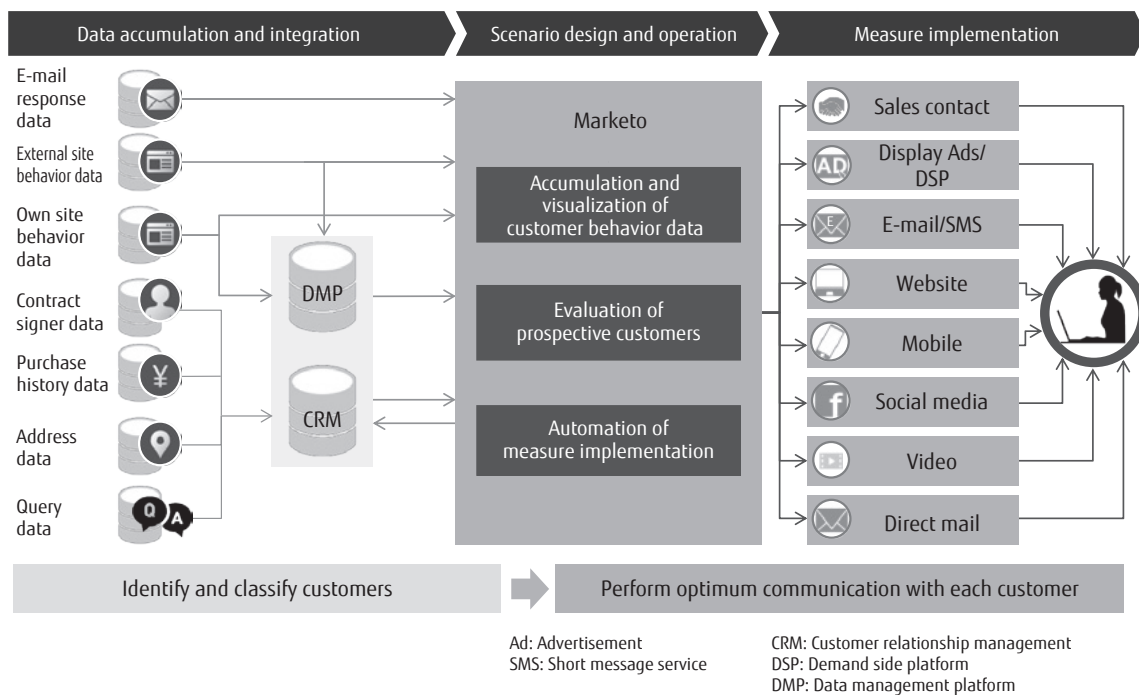 Data accumulation and integration
Scenario design and operation
Measure implementation
E-mail
response
data
External site
behavior data
Own site
behavior
data
Contract
signer data
Purchase
history data
Address
data
Query
data
¥
Q
A
DMP
CRM
Marketo
Accumulation and
visualization of
customer behavior data
Evaluation of
prospective customers
Automation of
measure implementation
Sales contact
AD
Display Ads/
DSP
E
E-mail/SMS
Website
Mobile
f
Social media
Video
Direct mail
Identify and classify customers
Perform optimum communication with each customer
Ad: Advertisement
SMS: Short message service
CRM: Customer relationship management
DSP: Demand side platform
DMP: Data management platform